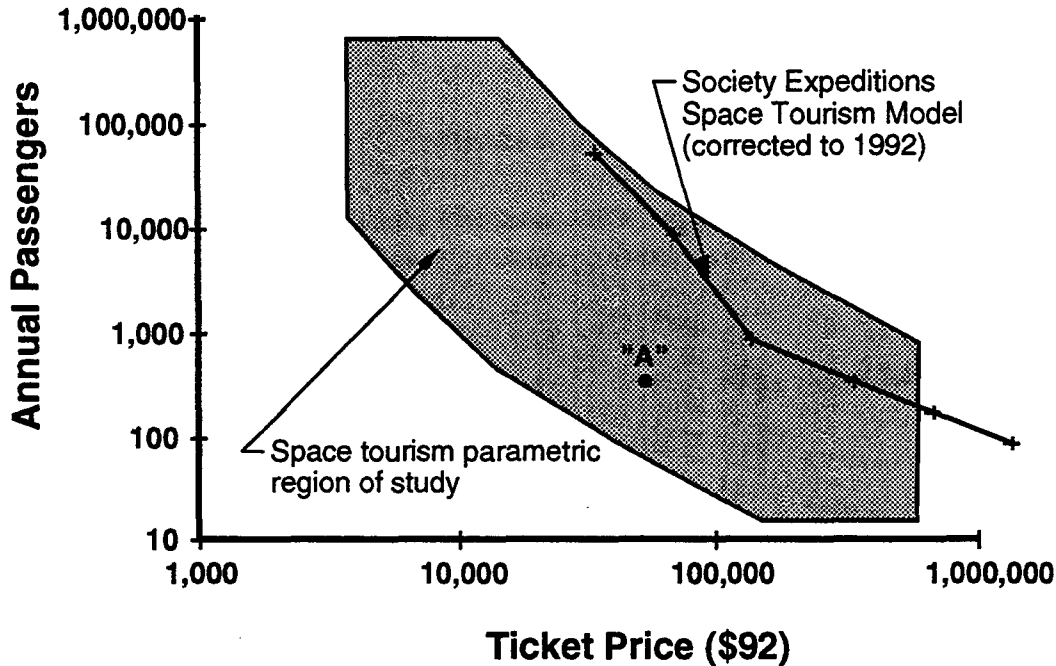 1,000,000
100,000
10,000
1,000
100
10
Annual Passengers
Society Expeditions
Space Tourism Model
(corrected to 1992)
"A"
Space tourism parametric
region of study
1,000
10,000
100,000
1,000,000
Ticket Price ($92)